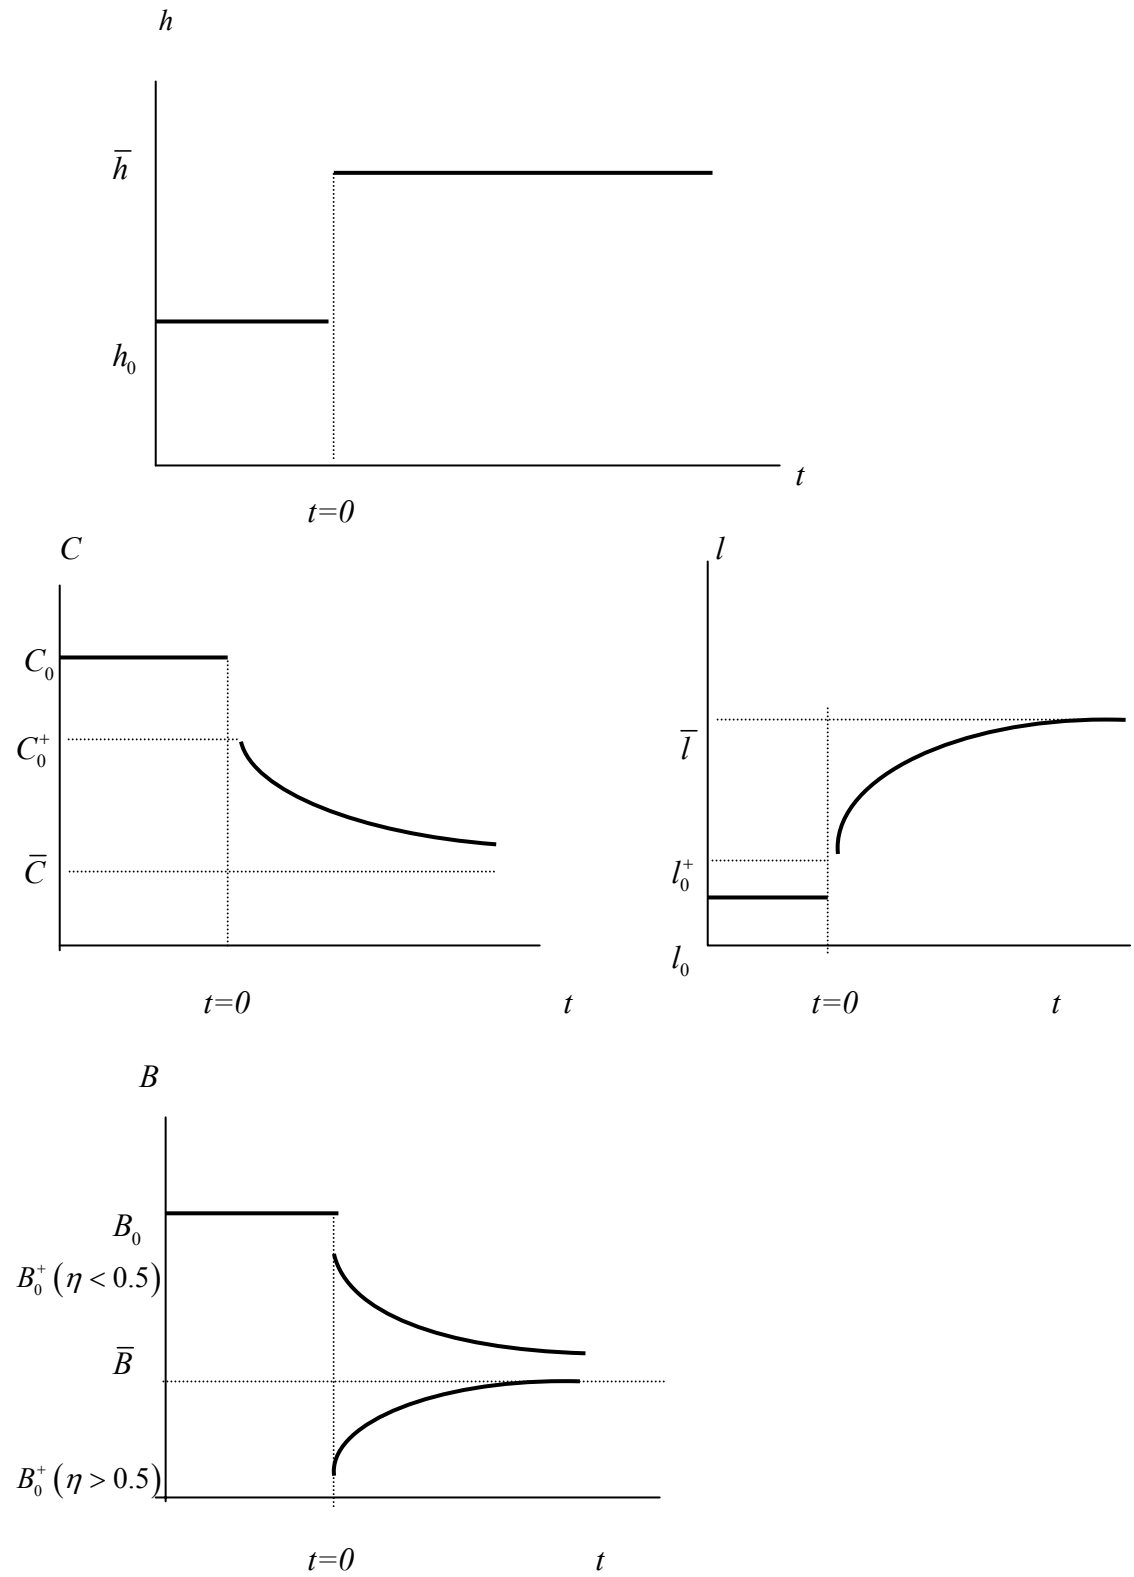 h
h̄
h₀
t
t=0
C
C₀
C₀⁺
C̄
t=0
t
l
l̄
l₀⁺
l₀
t=0
t
B
B₀
B₀⁺ (η < 0.5)
B̄
B₀⁺ (η > 0.5)
t=0
t